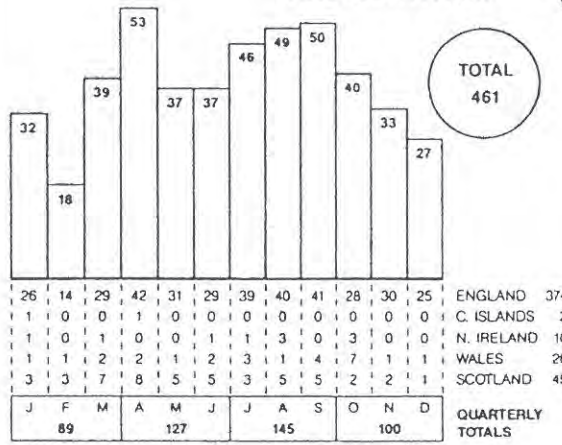 53
46 49 50
39 37 37 40
32 33
27
18
TOTAL
461
26 14 29 42 31 29 39 40 41 28 30 25 ENGLAND 374
1 0 0 1 0 0 0 0 0 0 0 0 C. ISLANDS
1 0 1 0 0 1 1 3 0 3 0 0 N. IRELAND
1 1 2 2 1 2 3 1 4 7 1 1 WALES
3 3 7 8 5 5 3 5 5 2 2 1 SCOTLAND
J F M A M J J A S O N D QUARTERLY
89 127 145 100 TOTALS